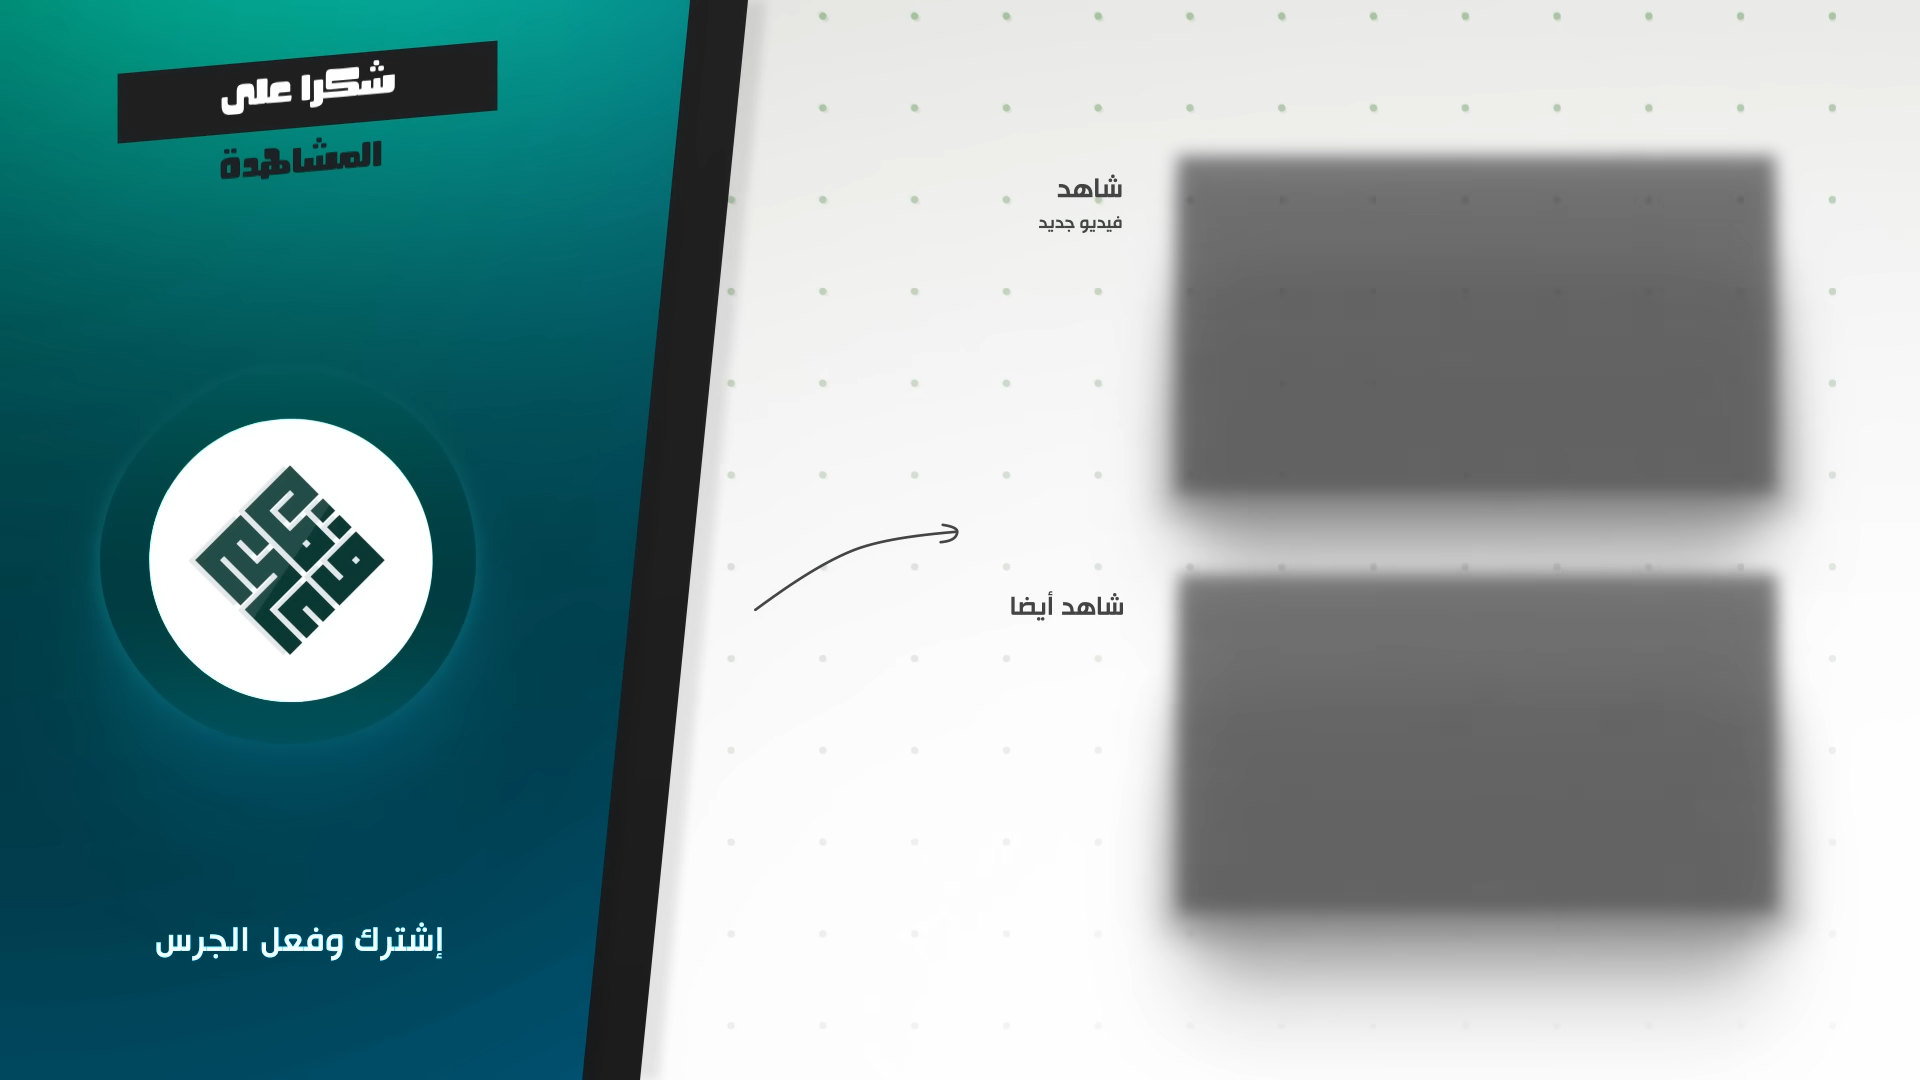 شكرا على
المشاهدة
شاهد
فيديو جديد
شاهد أيضا
إشترك وفعل الجرس